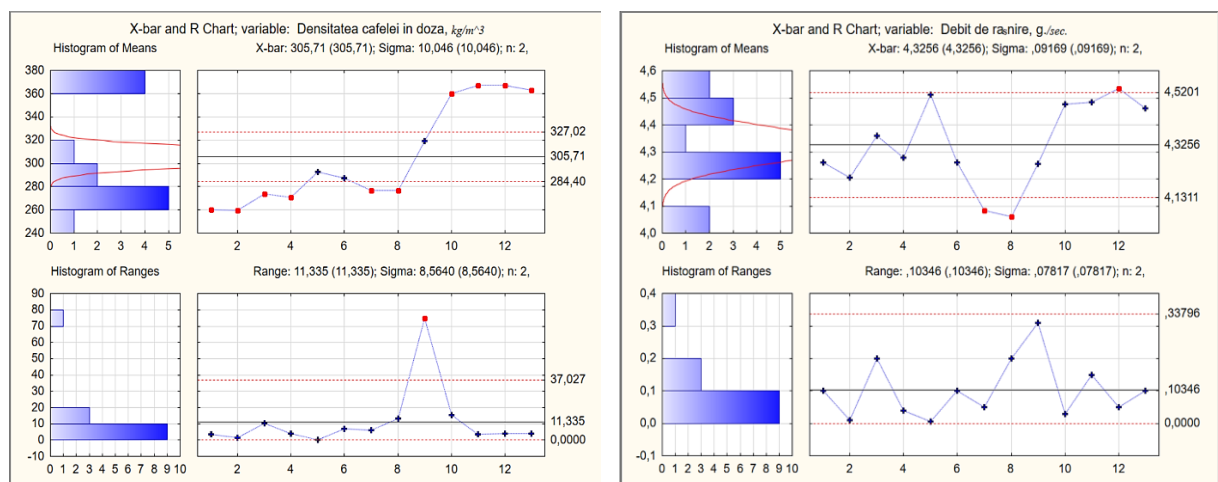 X-bar and R Chart; variable: Densitatea cafelei in doza, kg/m^3
Histogram of Means
X-bar: 305,71 (305,71); Sigma: 10,046 (10,046); n: 2,
380
360
340
320
300
280
260
240
0 1 2 3 4 5
2 4 6 8 10 12
327,02
305,71
284,40
Histogram of Ranges
Range: 11,335 (11,335); Sigma: 8,5640 (8,5640); n: 2,
90
80
70
60
50
40
30
20
10
0
-10
0 1 2 3 4 5 6 7 8 9 10
2 4 6 8 10 12
37,027
11,335
0,0000
X-bar and R Chart; variable: Debit de rasnire, g./sec.
Histogram of Means
X-bar: 4,3256 (4,3256); Sigma: ,09169 (,09169); n: 2,
4,6
4,5
4,4
4,3
4,2
4,1
4,0
0 1 2 3 4 5
2 4 6 8 10 12
4,5201
4,3256
4,1311
Histogram of Ranges
Range: ,10346 (,10346); Sigma: ,07817 (,07817); n: 2,
0,4
0,3
0,2
0,1
0,0
-0,1
0 1 2 3 4 5 6 7 8 9 10
2 4 6 8 10 12
,33796
,10346
0,0000